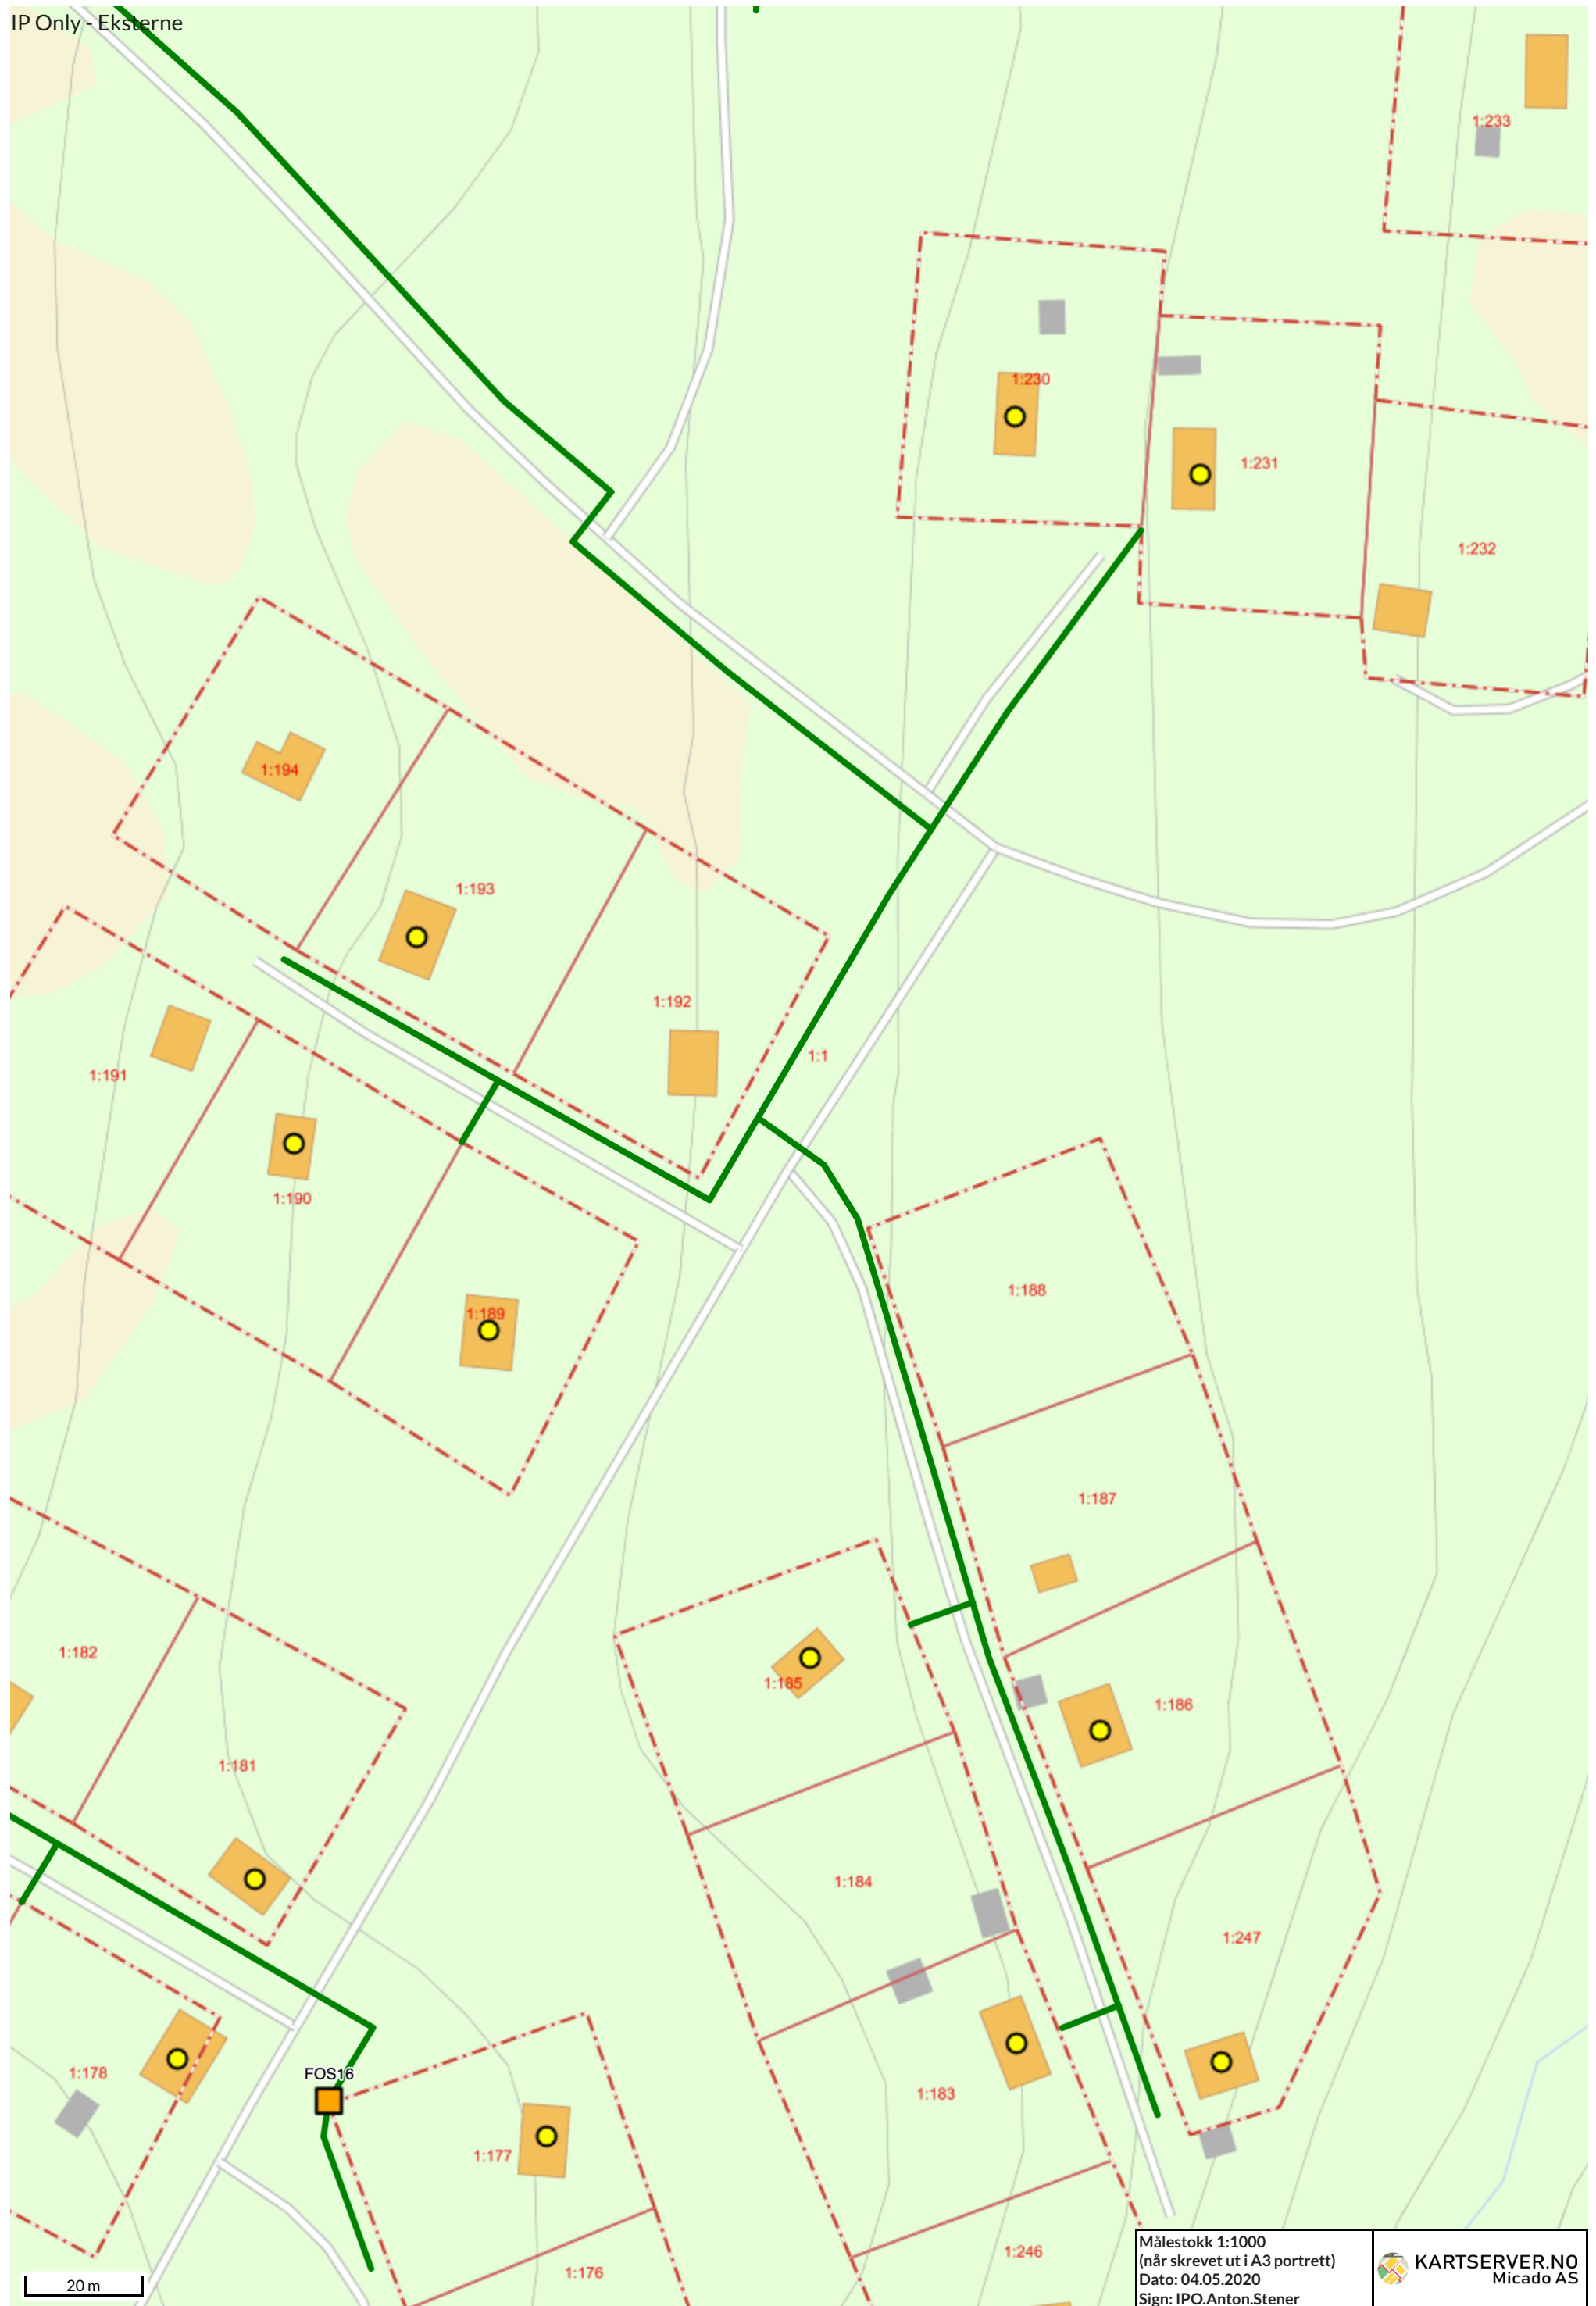 IP Only - Eksterne
1:233
1:230
1:231
1:232
1:194
1:193
1:192
1:1
1:191
1:190
1:189
1:188
1:187
1:182
1:185
1:186
1:181
1:184
1:247
FOS16
1:178
1:183
1:177
1:246
1:176
20 m
Målestokk 1:1000
(når skrevet ut i A3 portrett)
Dato: 04.05.2020
Sign: IPO.Anton.Stener
KARTSERVER.NO
Micado AS